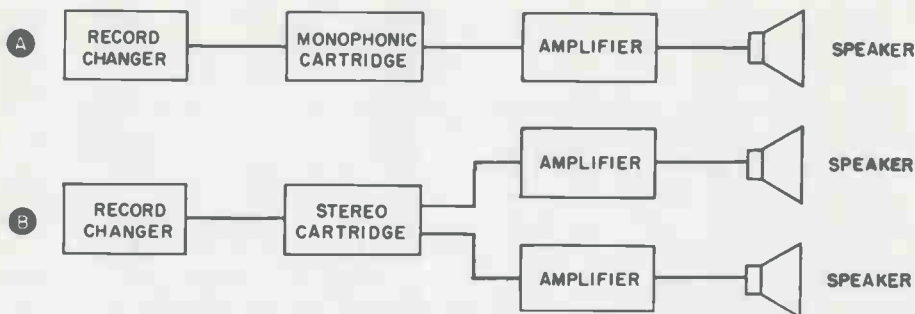 A
RECORD
CHANGER
MONOPHONIC
CARTRIDGE
AMPLIFIER
SPEAKER
B
RECORD
CHANGER
STEREO
CARTRIDGE
AMPLIFIER
SPEAKER
AMPLIFIER
SPEAKER